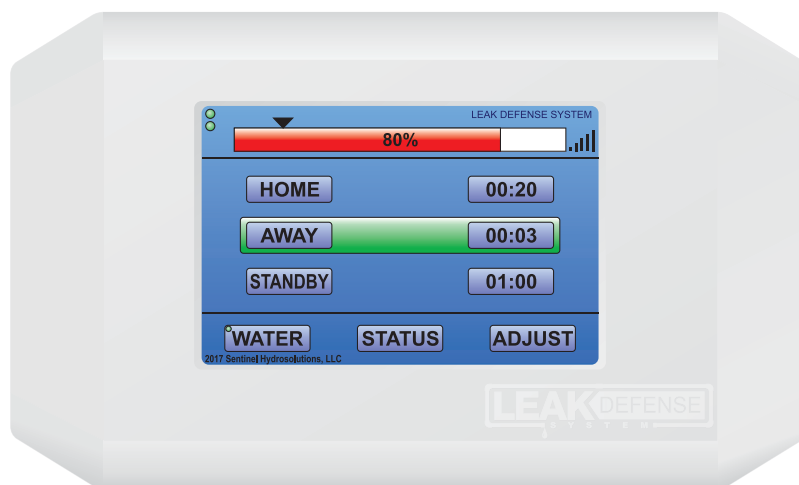 LEAK DEFENSE SYSTEM
80%
HOME 00:20
AWAY 00:03
STANDBY 01:00
WATER STATUS ADJUST
2017 Sentinel Hydrosolutions, LLC
LEAK DEFENSE
SYSTEM